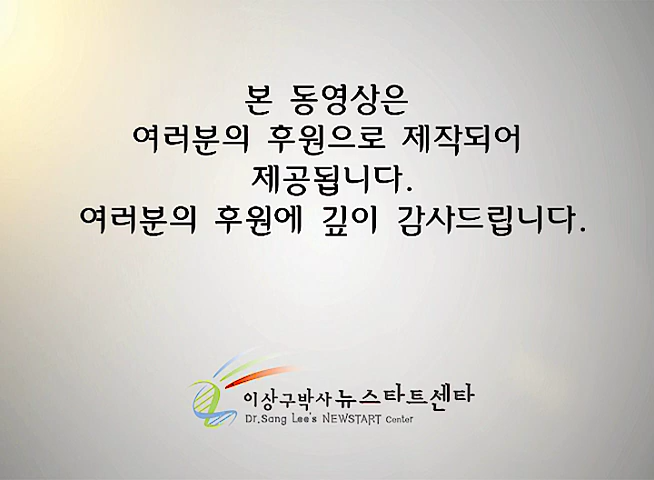 본 동영상은
여러분의 후원으로 제작되어
제공됩니다.
여러분의 후원에 깊이 감사드립니다.
이상구박사 뉴스타트센타
Dr.Sang Lee's NEWSTART Center